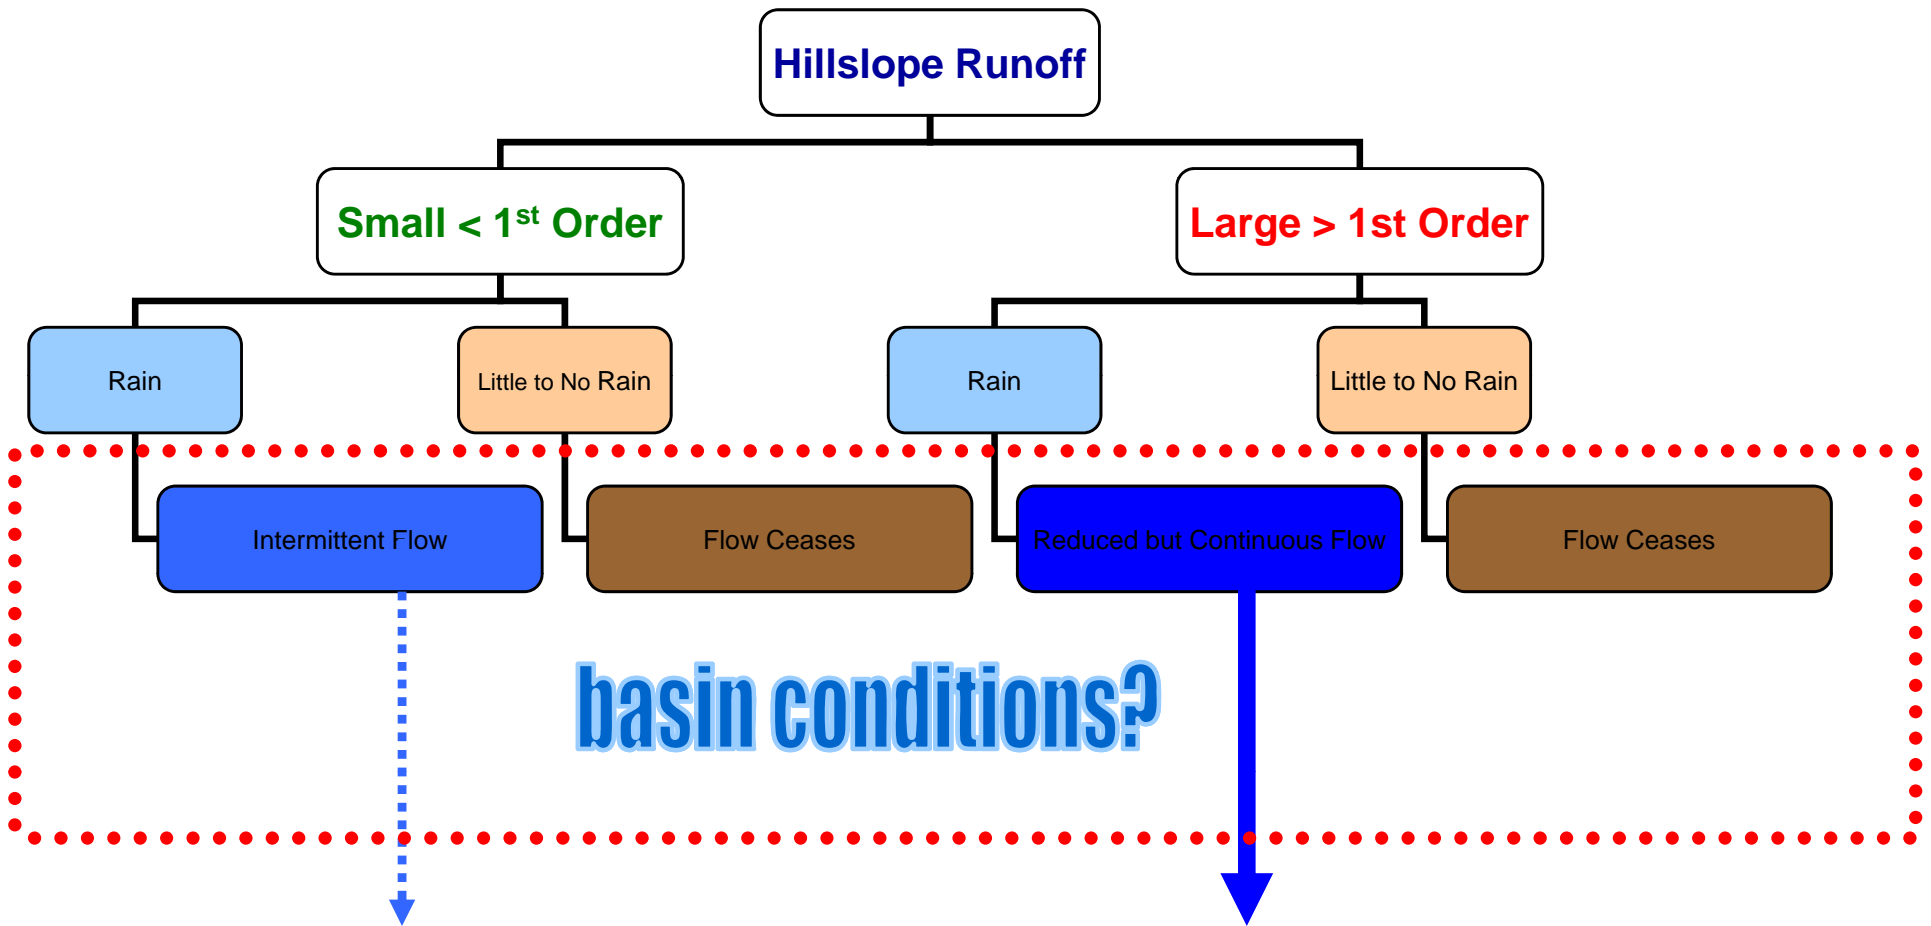 Hillslope Runoff
Small < 1st Order
Large > 1st Order
Rain
Little to No Rain
Rain
Little to No Rain
Intermittent Flow
Flow Ceases
Reduced but Continuous Flow
Flow Ceases
basin conditions?